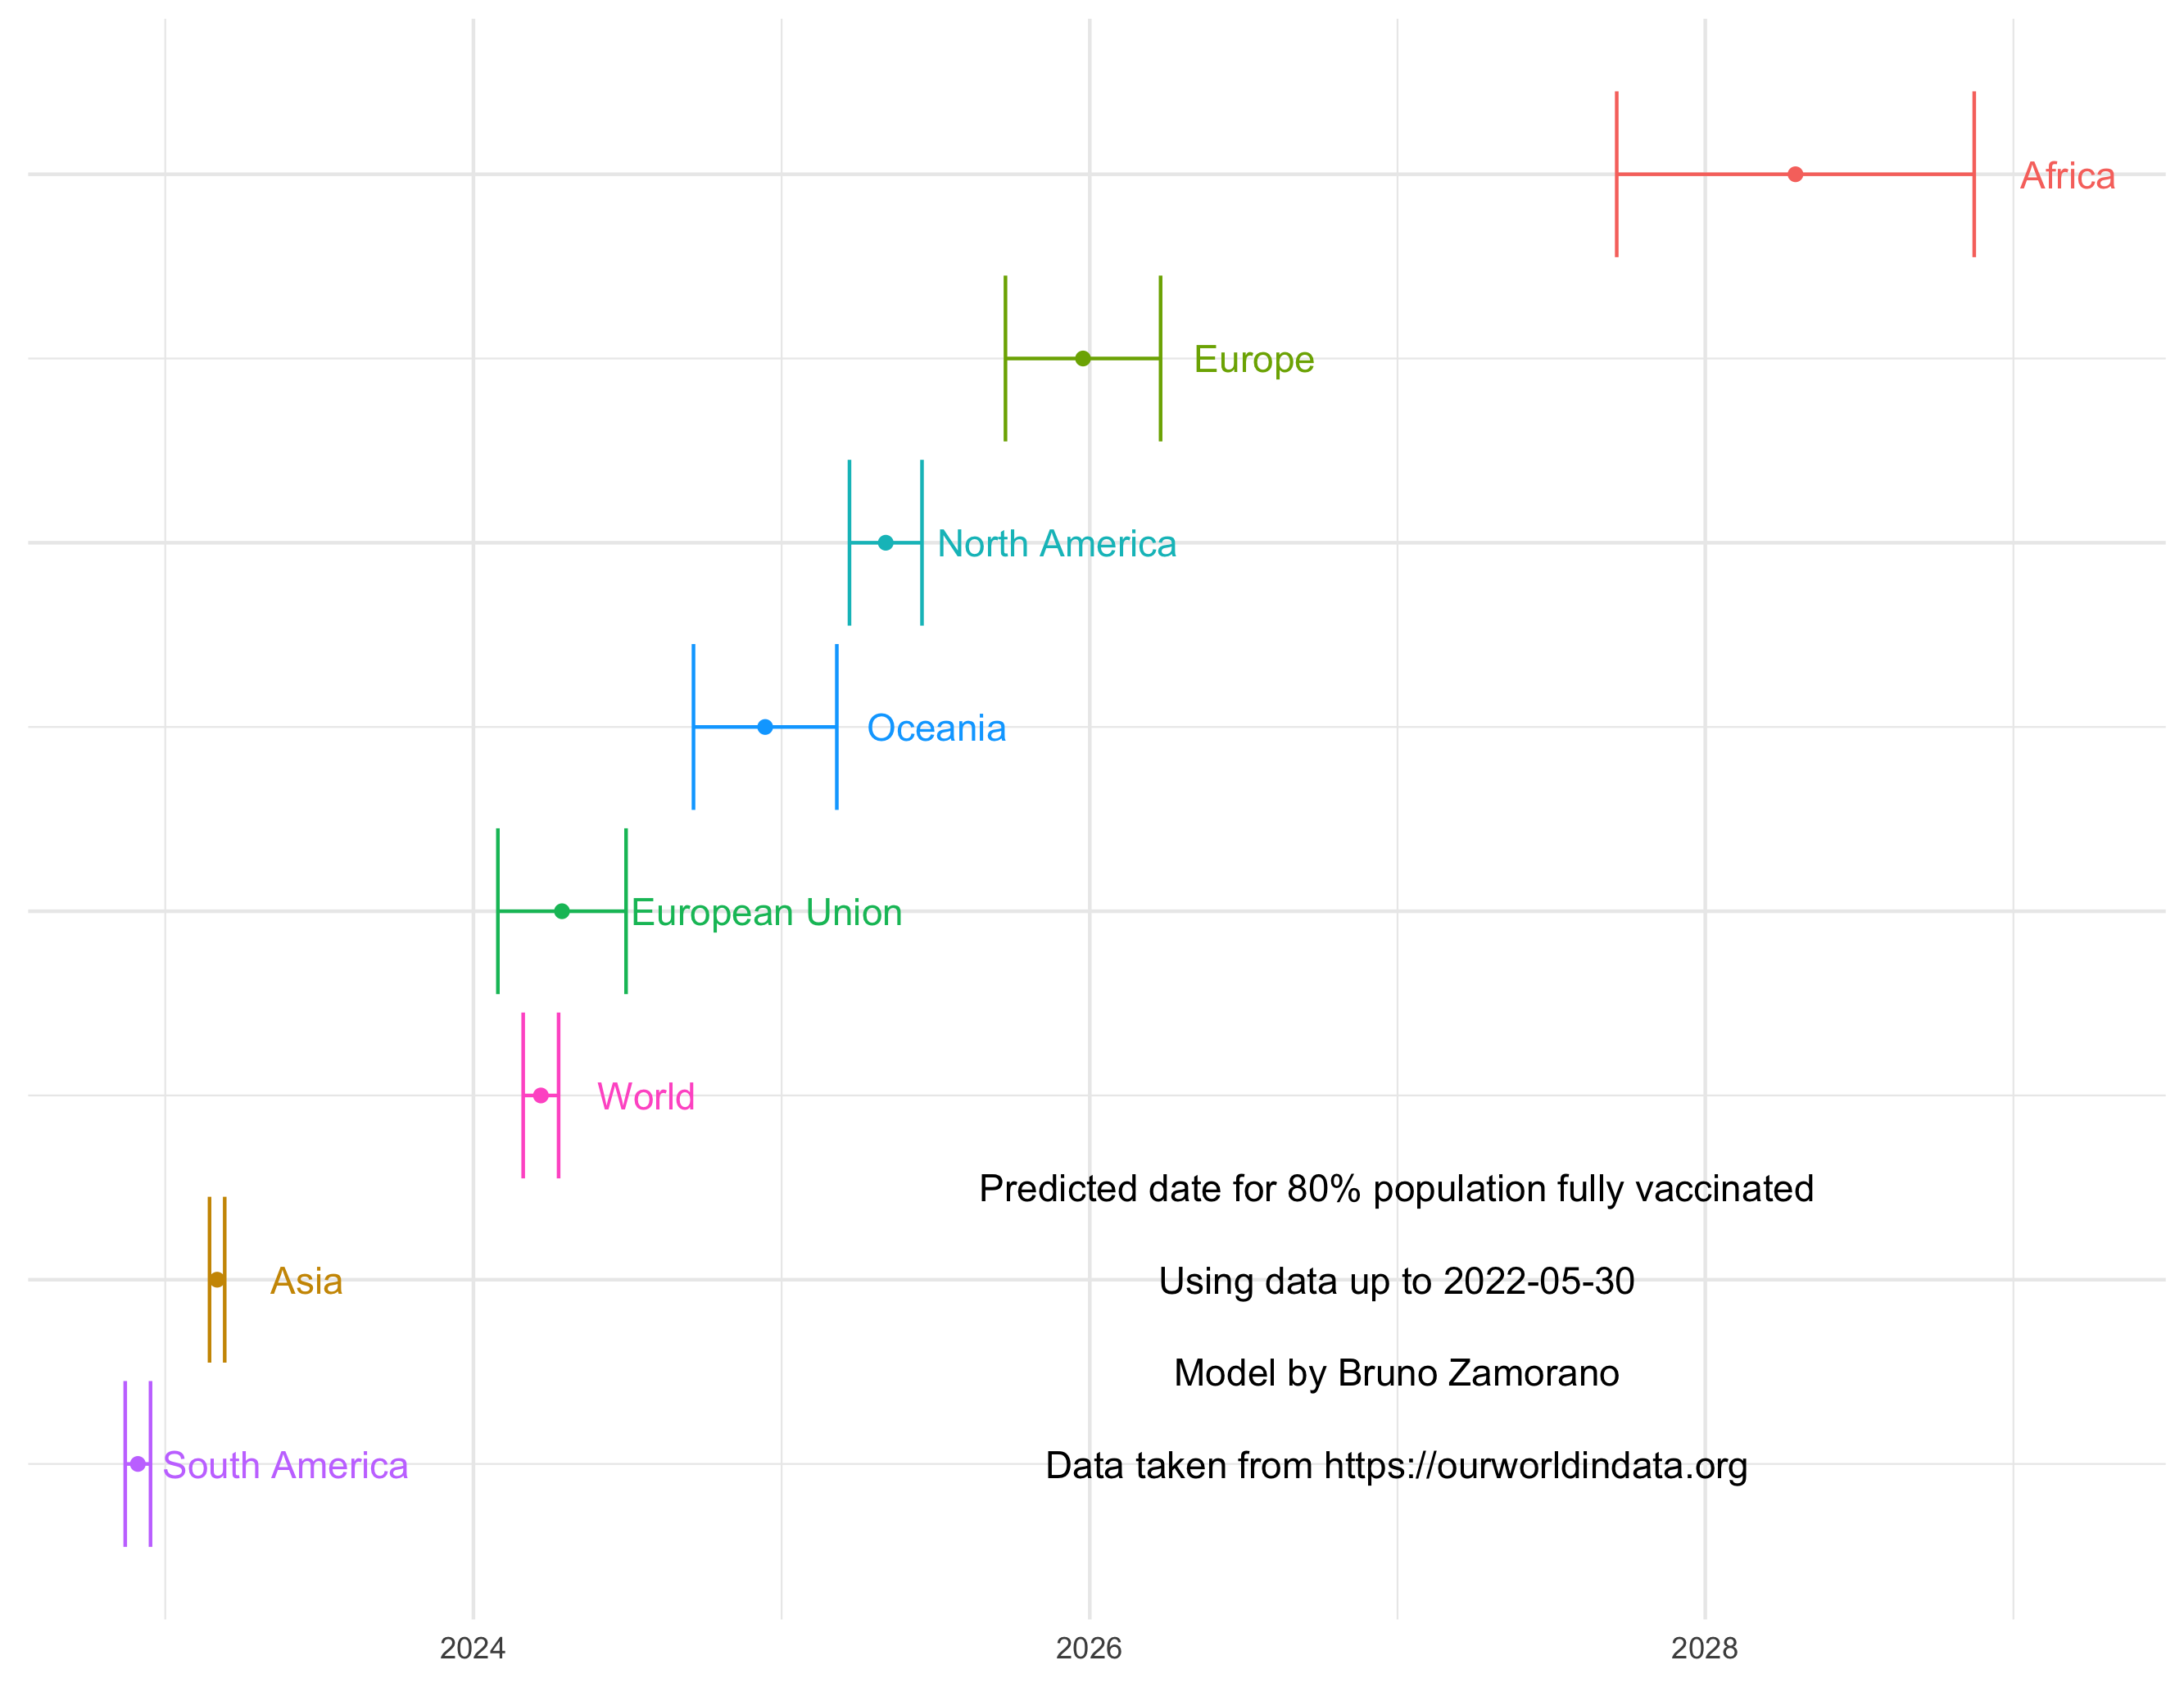 Africa
Europe
North America
Oceania
European Union
World
Predicted date for 80% population fully vaccinated
Asia
Using data up to 2022-05-30
Model by Bruno Zamorano
South America
Data taken from https://ourworldindata.org
2024
2026
2028